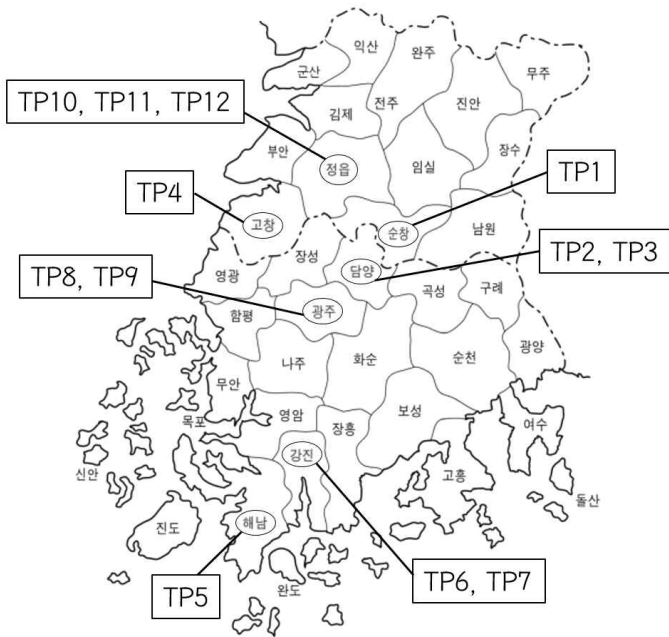 익산
완주
군산
무주
TP10, TP11, TP12
김제
전주
진안
부안
정읍
임실
장수
TP1
TP4
고창
순창
남원
장성
TP2, TP3
영광
담양
TP8, TP9
곡성
구례
함평
광주
나주
화순
순천
광양
무안
목포
영암
장흥
보성
여수
신안
강진
고흥
돌산
진도
해남
TP5
완도
TP6, TP7